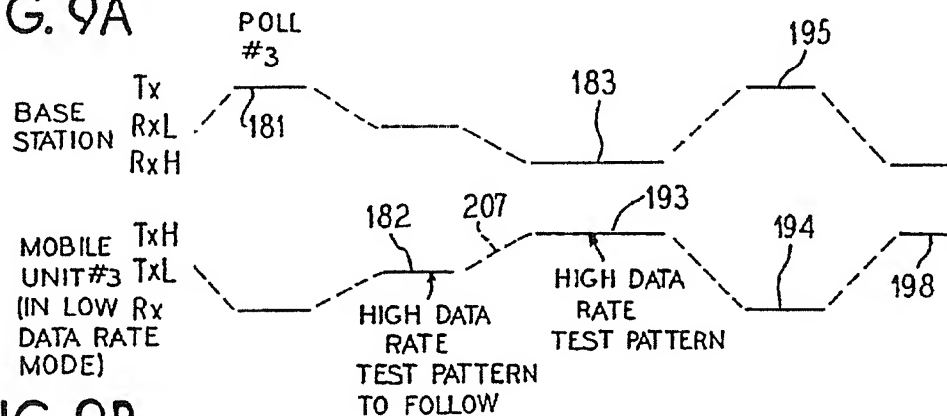 G. 9A
POLL
#3
195
Tx
183
BASE
STATION
RxL
181
RxH
182
207
193
TxH
194
MOBILE
UNIT #3
TxL
HIGH DATA
RATE
TEST PATTERN
198
(IN LOW
DATA RATE
MODE)
Rx
HIGH DATA
RATE
TEST PATTERN
TO FOLLOW